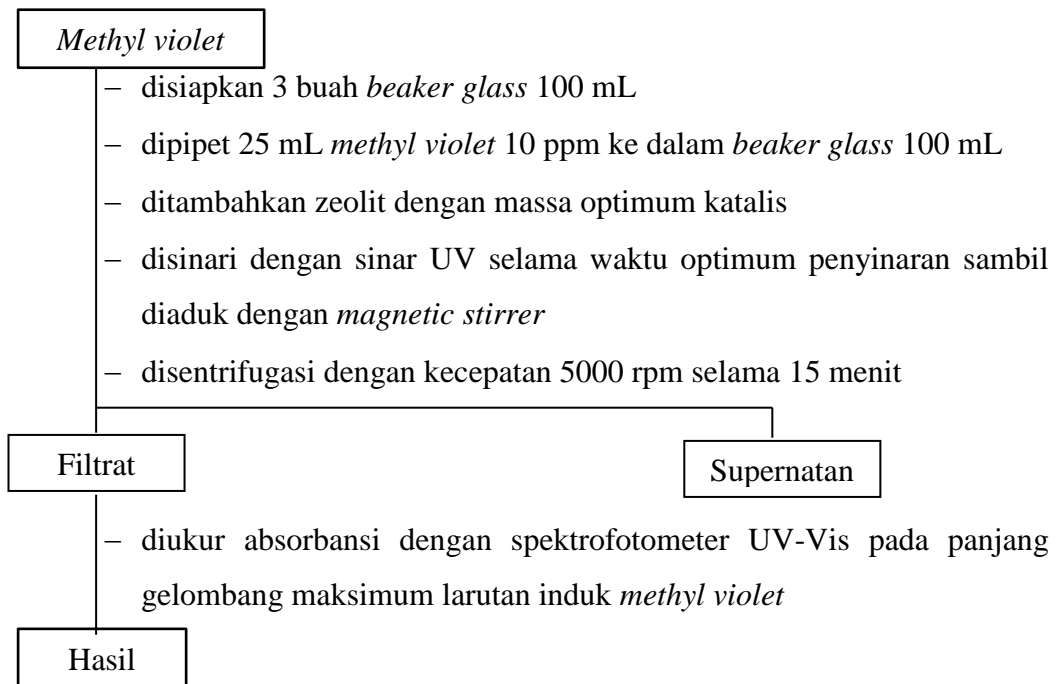 Methyl violet
– disiapkan 3 buah beaker glass 100 mL
– dipipet 25 mL methyl violet 10 ppm ke dalam beaker glass 100 mL
– ditambahkan zeolit dengan massa optimum katalis
– disinari dengan sinar UV selama waktu optimum penyinaran sambil
diaduk dengan magnetic stirrer
– disentrifugasi dengan kecepatan 5000 rpm selama 15 menit
Filtrat
Supernatan
– diukur absorbansi dengan spektrofotometer UV-Vis pada panjang
gelombang maksimum larutan induk methyl violet
Hasil